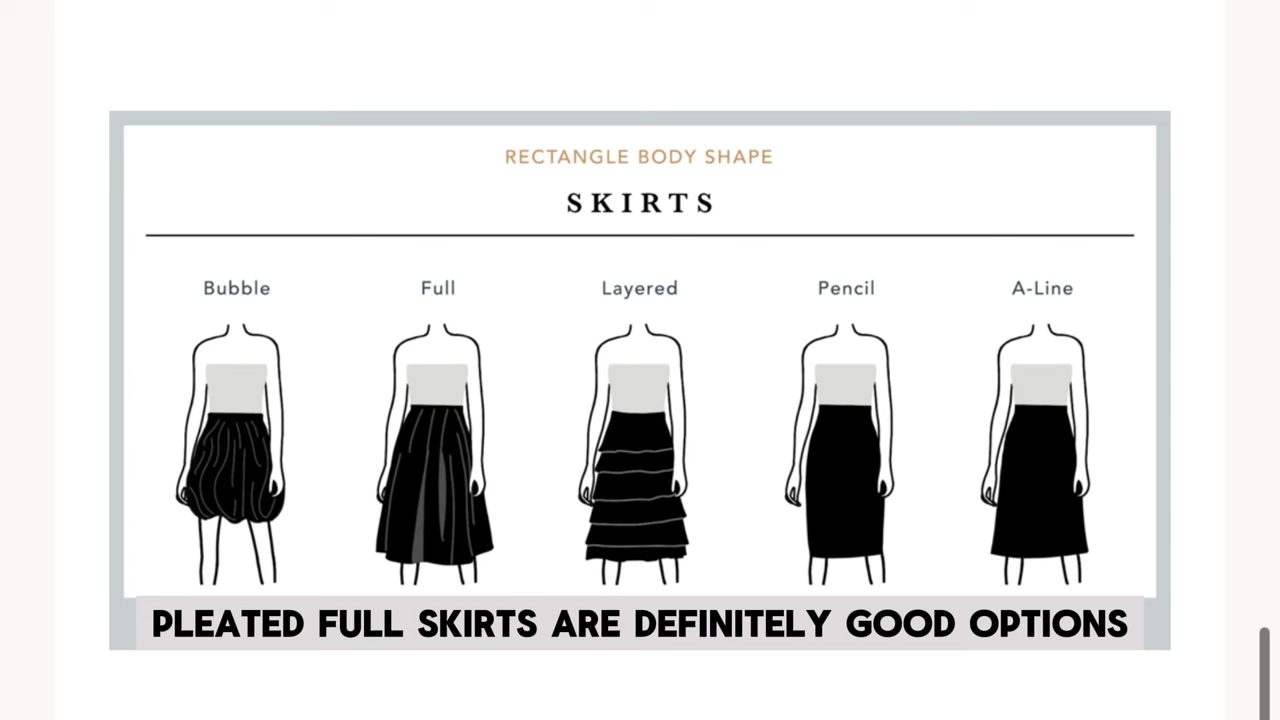 RECTANGLE BODY SHAPE
SKIRTS
Bubble Full Layered Pencil A-Line
PLEATED FULL SKIRTS ARE DEFINITELY GOOD OPTIONS